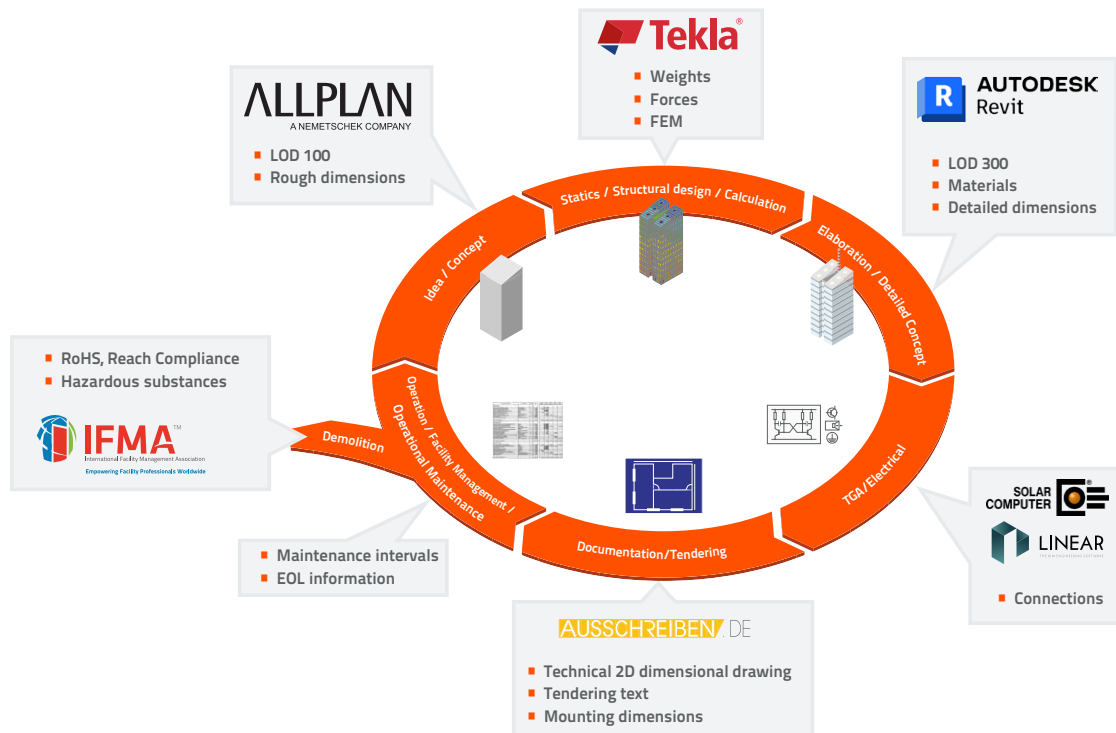 Tekla
Weights
Forces
FEM
ALLPLAN
A NEMETSCHEK COMPANY
LOD 100
Rough dimensions
R
AUTODESK
Revit
LOD 300
Materials
Detailed dimensions
Statics / Structural design / Calculation
Idea / Concept
Elaboration / Detailed Concept
RoHS, Reach Compliance
Hazardous substances
IFMA™
International Facility Management Association
Empowering Facility Professionals Worldwide
Demolition
Operation / Facility Management /
Operational Maintenance
TGA/Electrical
SOLAR
COMPUTER
LINEAR
Connections
Documentation/Tendering
Maintenance intervals
EOL information
AUSSCHREIBEN.DE
Technical 2D dimensional drawing
Tendering text
Mounting dimensions